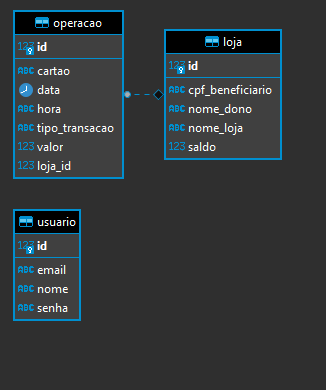 operacao
123 id
ABC cartao
data
ABC hora
ABC tipo_transacao
123 valor
123 loja_id
loja
123 id
ABC cpf_beneficiario
ABC nome_dono
ABC nome_loja
123 saldo
usuario
123 id
ABC email
ABC nome
ABC senha